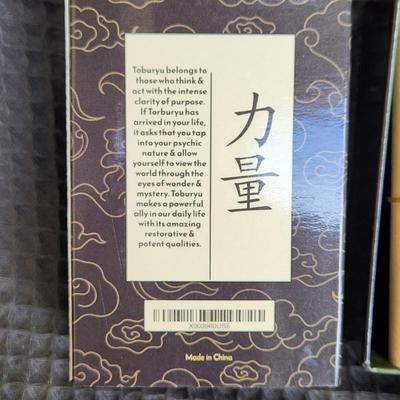 Toburyu belongs to
those who think &
act with the intense
clarity of purpose.
If Torburyu has
arrived in your life,
it asks that you tap
into your psychic
nature & allow
yourself to view the
world through the
eyes of wonder &
mystery. Toburyu
makes a powerful
ally in our daily life
with its amazing
restorative &
potent qualities.
力量
X003960US5
Made in China